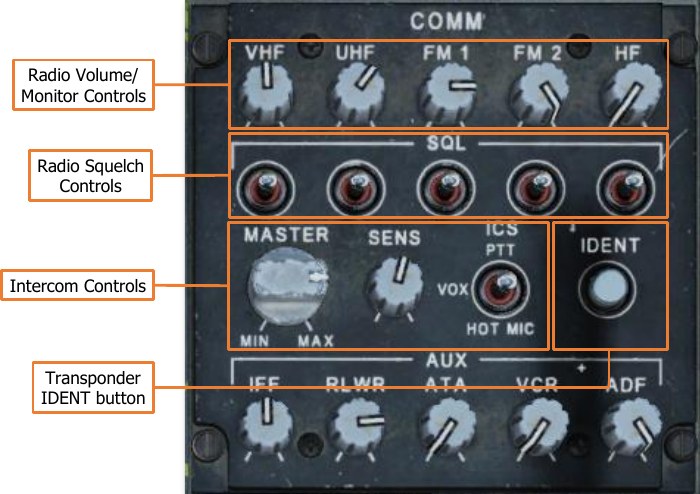 COMM
VHF UHF FM 1 FM 2 HF
Radio Volume/
Monitor Controls
SQL
Radio Squelch
Controls
MASTER SENS ICS IDENT
PTT
Intercom Controls
VOX
MIN MAX HOT MIC
AUX
Transponder
IDENT button
IFF RLWR ATA VCR ADF